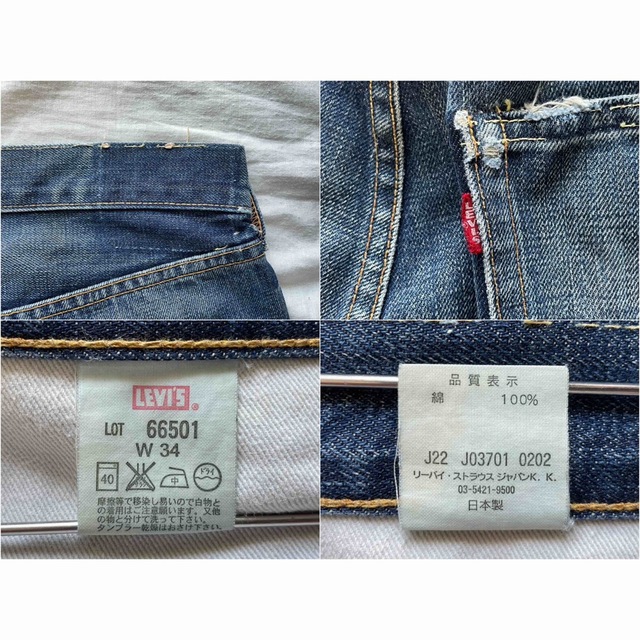 LEVI'S
LEVI'S®
LOT 66501
W 34
40 中 ドライ
摩擦等で移染し易いので白物と
の着用はご注意願います。又他
の物と分けて洗って下さい。
タンブラー乾燥はおさけ下さい
品質表示
綿 100%
J22 J03701 0202
リーバイ・ストラウス ジャパンK.K.
03-5421-9500
日本製